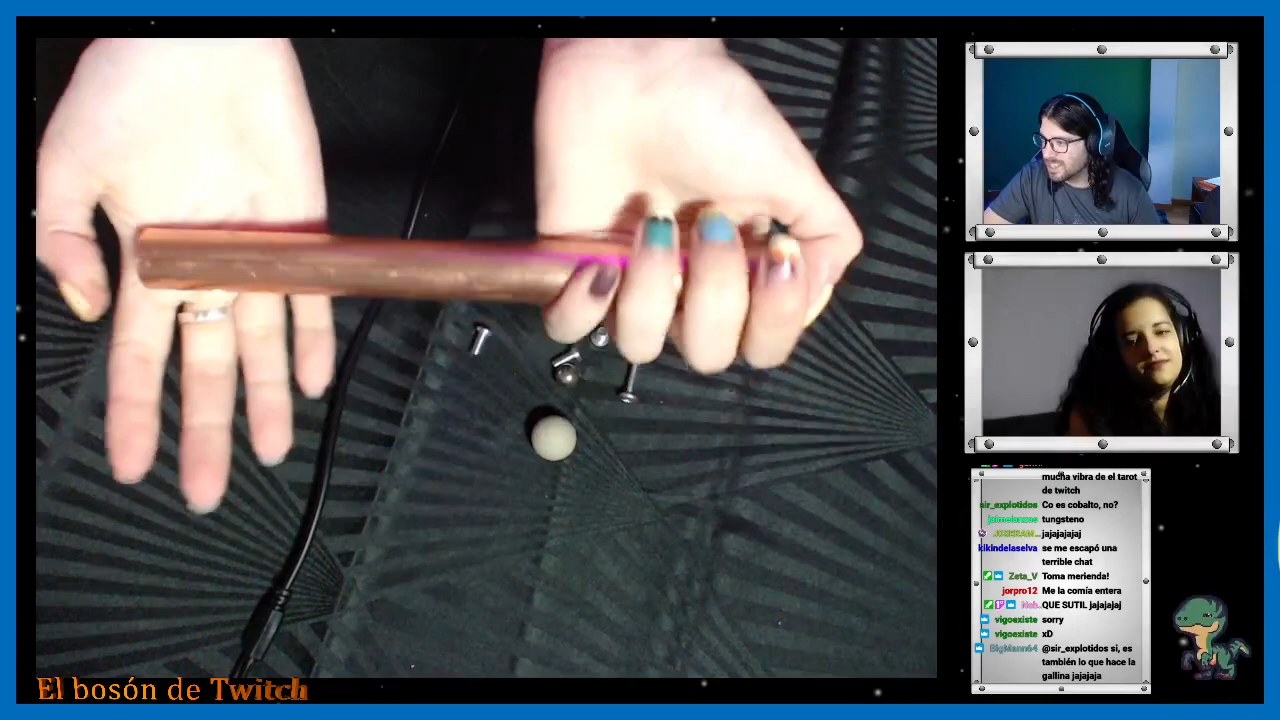 mucha vibra de el tarot
de twitch
sir_explotidos Co es cobalto, no?
jaimelanzas tungsteno
jajajajaj
kikindelaselva se me escapó una
terrible chat
Zeta_V Toma merienda!
jorpro12 Me la comía entera
QUE SUTIL jajajajaj
vigoexiste sorry
vigoexiste xD
BigMann64 @sir_explotidos si, es
también lo que hace la
gallina jajajaja
El bosón de Twitch